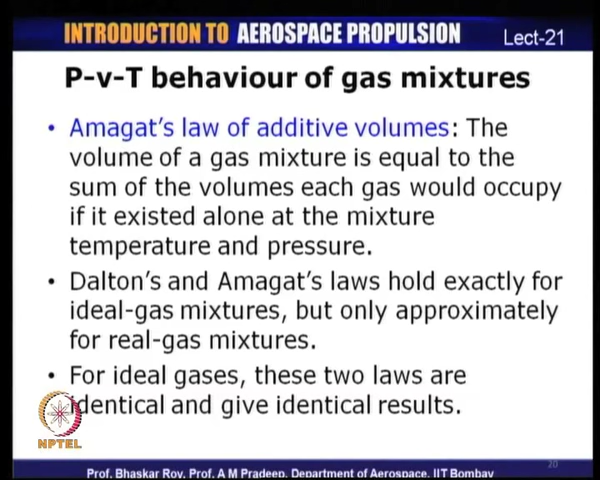 INTRODUCTION TO AEROSPACE PROPULSION
Lect-21
P-v-T behaviour of gas mixtures
• Amagat's law of additive volumes: The
volume of a gas mixture is equal to the
sum of the volumes each gas would occupy
if it existed alone at the mixture
temperature and pressure.
• Dalton's and Amagat's laws hold exactly for
ideal-gas mixtures, but only approximately
for real-gas mixtures.
• For ideal gases, these two laws are
identical and give identical results.
NPTEL
20
Prof. Bhaskar Roy, Prof. A M Pradeep, Department of Aerospace, IIT Bombay